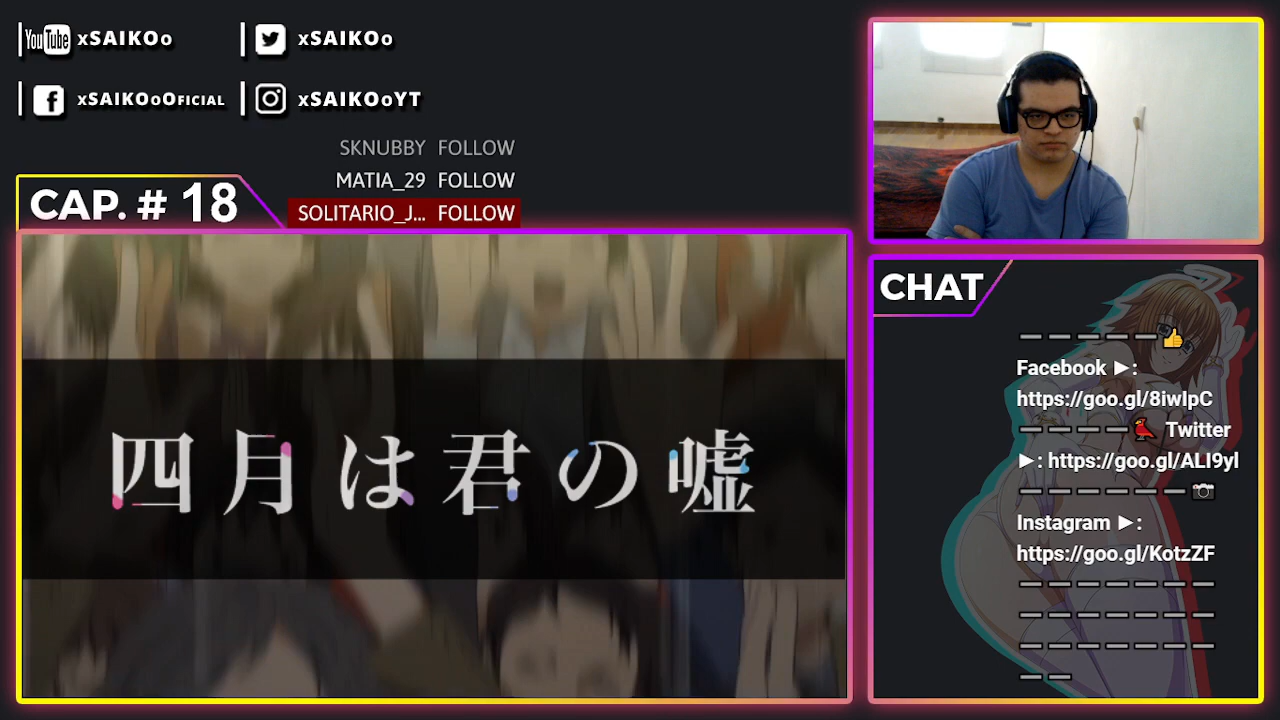 YouTube xSAIKOo
xSAIKOo
xSAIKOoOficial
xSAIKOoYT
SKNUBBY FOLLOW
MATIA_29 FOLLOW
SOLITARIO_J... FOLLOW
CAP. # 18
四月は君の嘘
CHAT
— — — — — 👍
Facebook ►:
https://goo.gl/8iwIpC
— — — — 🐦 Twitter
►: https://goo.gl/ALI9yl
— — — — — — 📷
Instagram ►:
https://goo.gl/KotzZF
— — — — — — —
— — — — — — —
— — — — — — —
— —